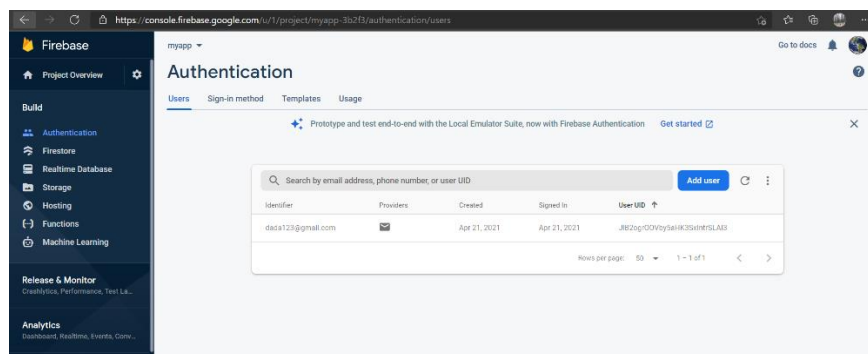 https://console.firebase.google.com/u/1/project/myapp-3b2f3/authentication/users
Firebase
myapp
Go to docs
Project Overview
Authentication
Users Sign-in method Templates Usage
Build
Prototype and test end-to-end with the Local Emulator Suite, now with Firebase Authentication Get started
Authentication
Firestore
Realtime Database
Storage
Hosting
Functions
Machine Learning
Search by email address, phone number, or user UID
Add user
Identifier Providers Created Signed In User UID
dada123@gmail.com Apr 21, 2021 Apr 21, 2021
Rows per page: 50 1 – 1 of 1
Release & Monitor
Crashlytics, Performance, Test La...
Analytics
Dashboard, Realtime, Events, Conv...